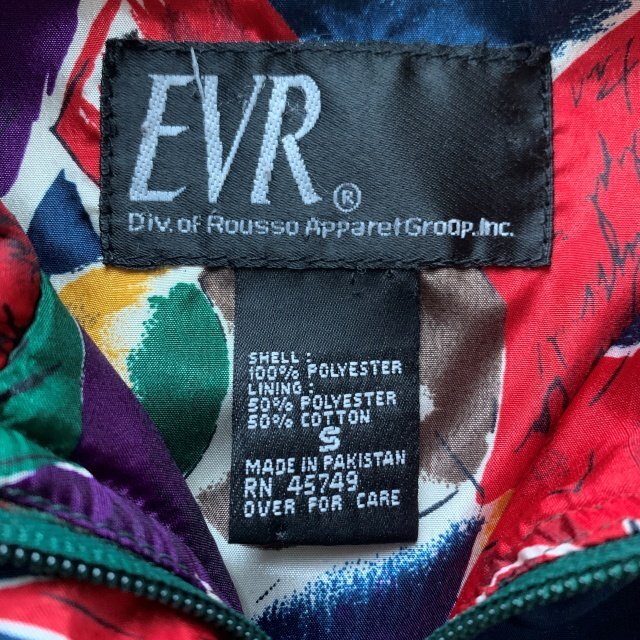 EVR®
Div. of Rousso Apparel Group, Inc.
SHELL:
100% POLYESTER
LINING:
50% POLYESTER
50% COTTON
S
MADE IN PAKISTAN
RN 45749
OVER FOR CARE